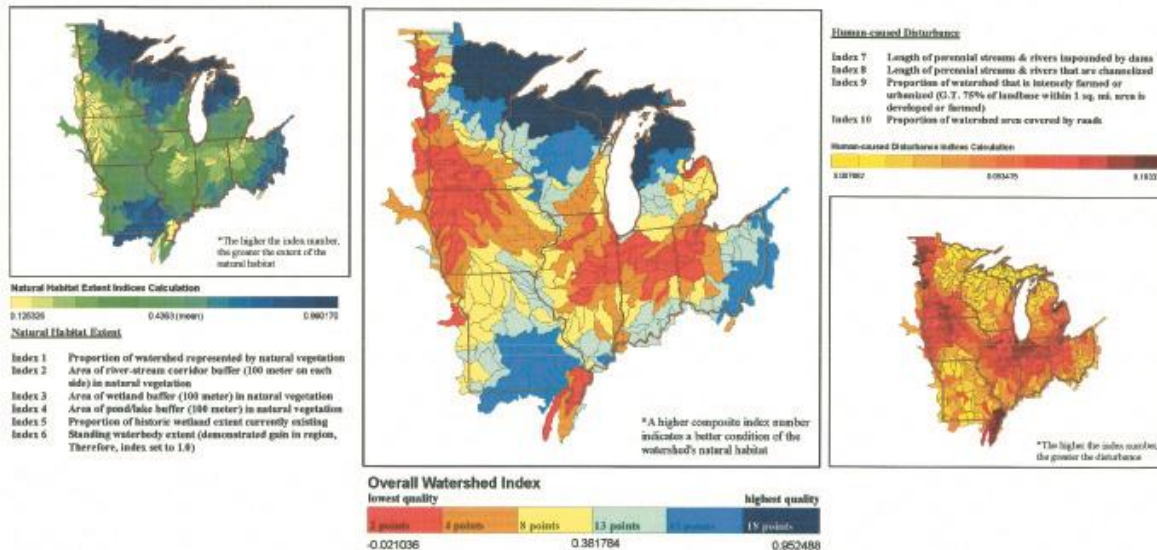 *The higher the index number,
the greater the extent of the
natural habitat
Natural Habitat Extent Indices Calculation
0.4363 (mean)
Natural Habitat Extent
Index 1 Proportion of watershed represented by natural vegetation
Index 2 Area of river-stream corridor buffer (100 meter on each
side) in natural vegetation
Index 3 Area of wetland buffer (100 meter) in natural vegetation
Index 4 Area of pond/lake buffer (100 meter) in natural vegetation
Index 5 Proportion of historic wetland extent currently existing
Index 6 Standing waterbody extent (demonstrated gain in region,
Therefore, index set to 1.0)
*A higher composite index number
indicates a better condition of the
watershed's natural habitat
Overall Watershed Index
lowest quality highest quality
2 points 4 points 8 points 13 points points 18 points
-0.021036 0.381784 0.952488
Human-caused Disturbance
Index 7 Length of perennial streams & rivers impounded by dams
Index 8 Length of perennial streams & rivers that are channelized
Index 9 Proportion of watershed that is intensely farmed or
urbanized (G.T. 75% of landbase within 1 sq. mi. area is
developed or farmed)
Index 10 Proportion of watershed area covered by roads
Human-caused Disturbance Indices Calculation
*The higher the index number,
the greater the disturbance